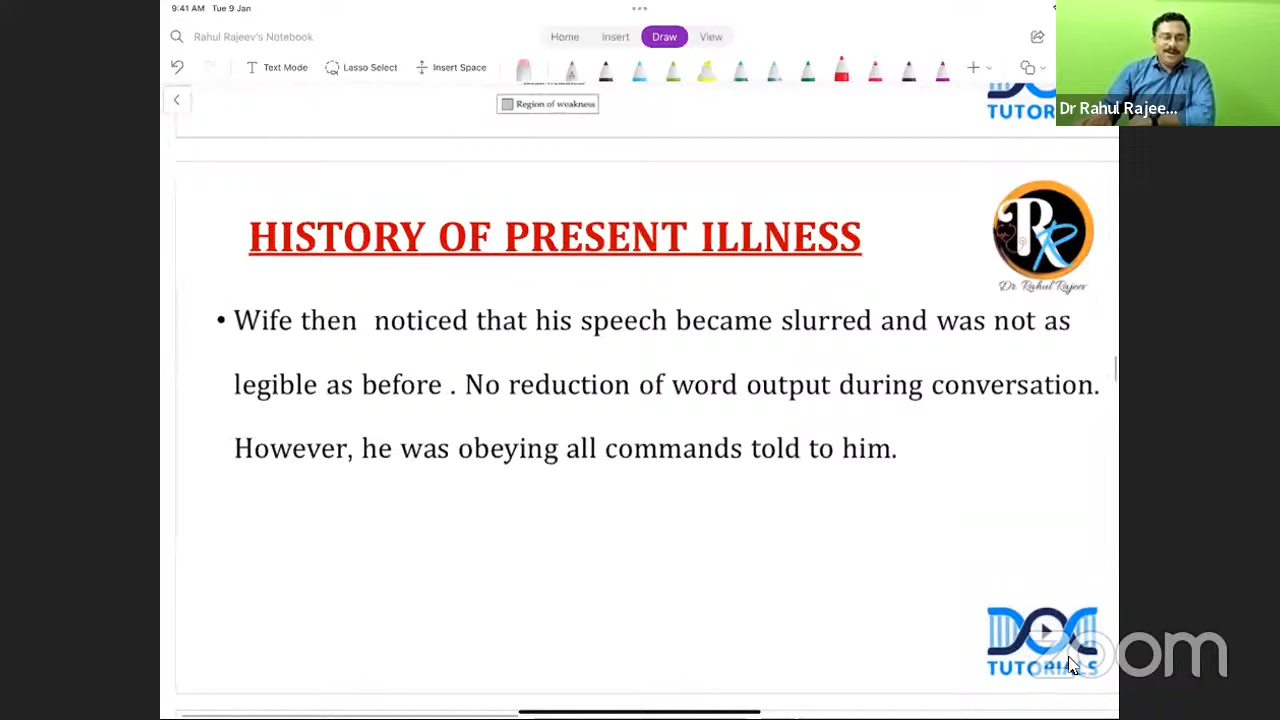 9:41 AM Tue 9 Jan
Rahul Rajeev's Notebook
Home Insert Draw View
Text Mode Lasso Select Insert Space
Region of weakness
TUTOR
Dr Rahul Rajee...
HISTORY OF PRESENT ILLNESS
R R
Dr. Rahul Rajeev
• Wife then noticed that his speech became slurred and was not as
legible as before . No reduction of word output during conversation.
However, he was obeying all commands told to him.
DOC
TUTORIALS
zoom